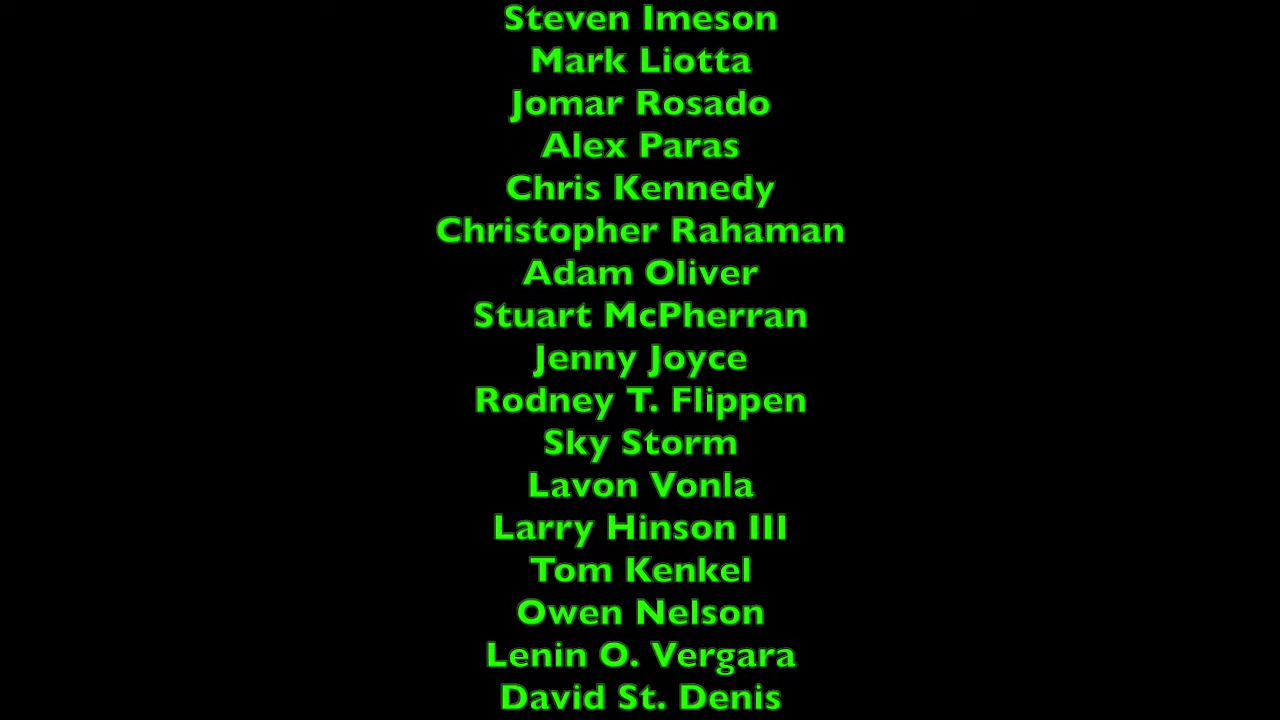 Steven Imeson
Mark Liotta
Jomar Rosado
Alex Paras
Chris Kennedy
Christopher Rahaman
Adam Oliver
Stuart McPherran
Jenny Joyce
Rodney T. Flippen
Sky Storm
Lavon Vonla
Larry Hinson III
Tom Kenkel
Owen Nelson
Lenin O. Vergara
David St. Denis